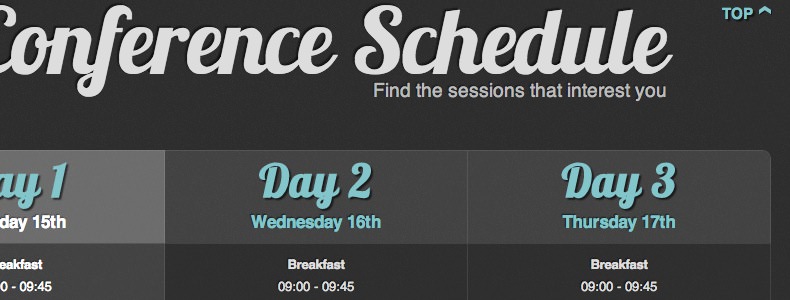 Conference Schedule
TOP
Find the sessions that interest you
ay 1
Day 2
Day 3
day 15th
Wednesday 16th
Thursday 17th
eakfast
Breakfast
Breakfast
0 - 09:45
09:00 - 09:45
09:00 - 09:45